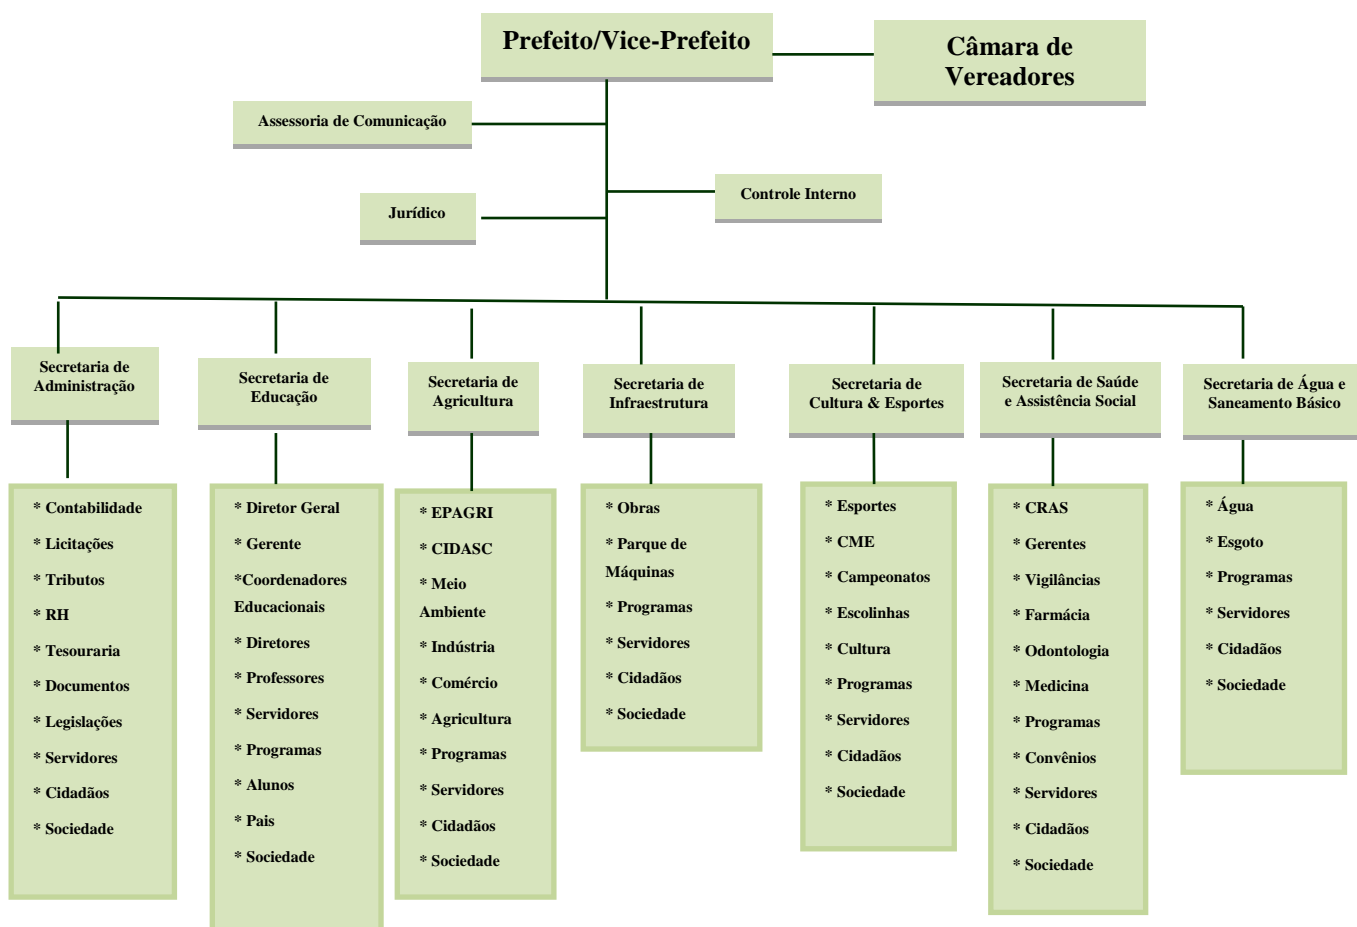 Prefeito/Vice-Prefeito
Câmara de
Vereadores
Assessoria de Comunicação
Controle Interno
Jurídico
Secretaria de
Administração
Secretaria de
Educação
Secretaria de
Agricultura
Secretaria de
Infraestrutura
Secretaria de
Cultura & Esportes
Secretaria de Saúde
e Assistência Social
Secretaria de Água e
Saneamento Básico
* Contabilidade
* Licitações
* Tributos
* RH
* Tesouraria
* Documentos
* Legislações
* Servidores
* Cidadãos
* Sociedade
* Diretor Geral
* Gerente
*Coordenadores
Educacionais
* Diretores
* Professores
* Servidores
* Programas
* Alunos
* Pais
* Sociedade
* EPAGRI
* CIDASC
* Meio
Ambiente
* Indústria
* Comércio
* Agricultura
* Programas
* Servidores
* Cidadãos
* Sociedade
* Obras
* Parque de
Máquinas
* Programas
* Servidores
* Cidadãos
* Sociedade
* Esportes
* CME
* Campeonatos
* Escolinhas
* Cultura
* Programas
* Servidores
* Cidadãos
* Sociedade
* CRAS
* Gerentes
* Vigilâncias
* Farmácia
* Odontologia
* Medicina
* Programas
* Convênios
* Servidores
* Cidadãos
* Sociedade
* Água
* Esgoto
* Programas
* Servidores
* Cidadãos
* Sociedade